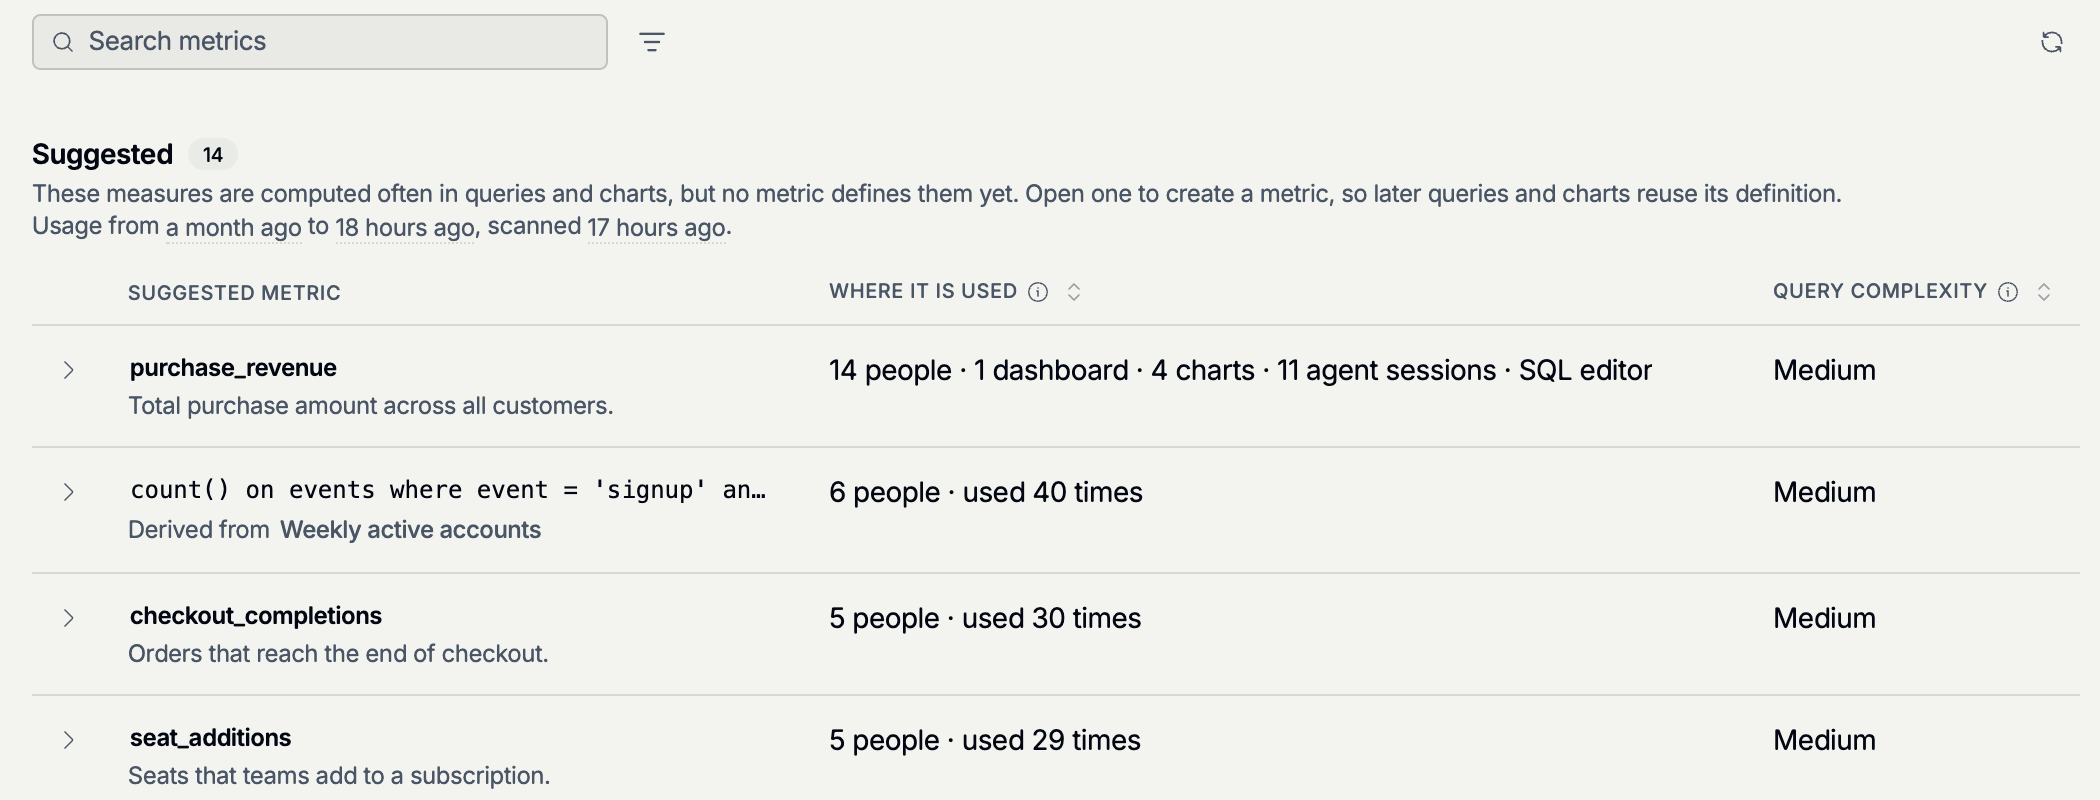 Search metrics
Suggested 14
These measures are computed often in queries and charts, but no metric defines them yet. Open one to create a metric, so later queries and charts reuse its definition.
Usage from a month ago to 18 hours ago, scanned 17 hours ago.
SUGGESTED METRIC WHERE IT IS USED QUERY COMPLEXITY
purchase_revenue 14 people · 1 dashboard · 4 charts · 11 agent sessions · SQL editor Medium
Total purchase amount across all customers.
count() on events where event = 'signup' an… 6 people · used 40 times Medium
Derived from Weekly active accounts
checkout_completions 5 people · used 30 times Medium
Orders that reach the end of checkout.
seat_additions 5 people · used 29 times Medium
Seats that teams add to a subscription.